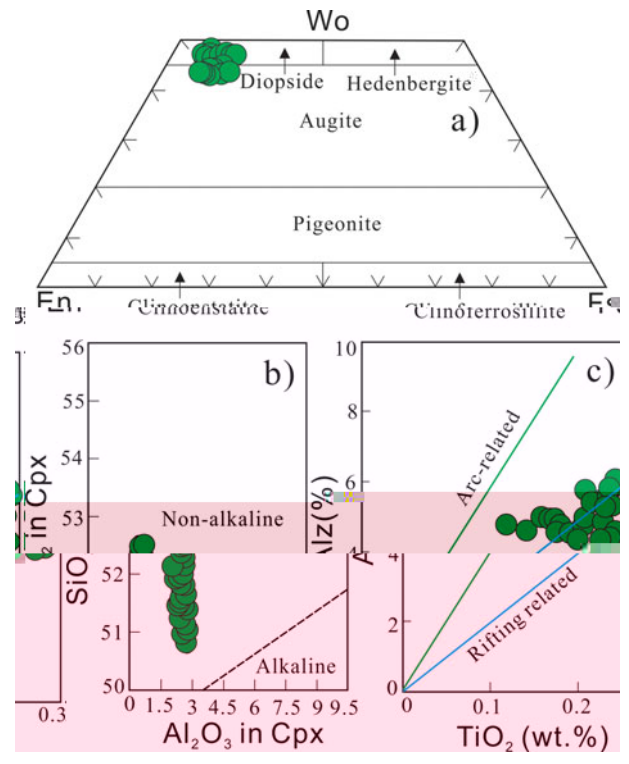 Wo
Diopside
Hedenbergite
Augite
a)
Pigeonite
Clinoenstatite
Clinoferrosilite
56
55
54
53
52
51
50
b)
Non-alkaline
Alkaline
in Cpx
SiO
0 1.5 3 4.5 6 7.5 9 9.5
Al₂O₃ in Cpx
0.3
10
8
6
4
2
0
c)
Arc-related
Rifting related
Alz(%)
0.1
0.2
TiO₂ (wt.%)